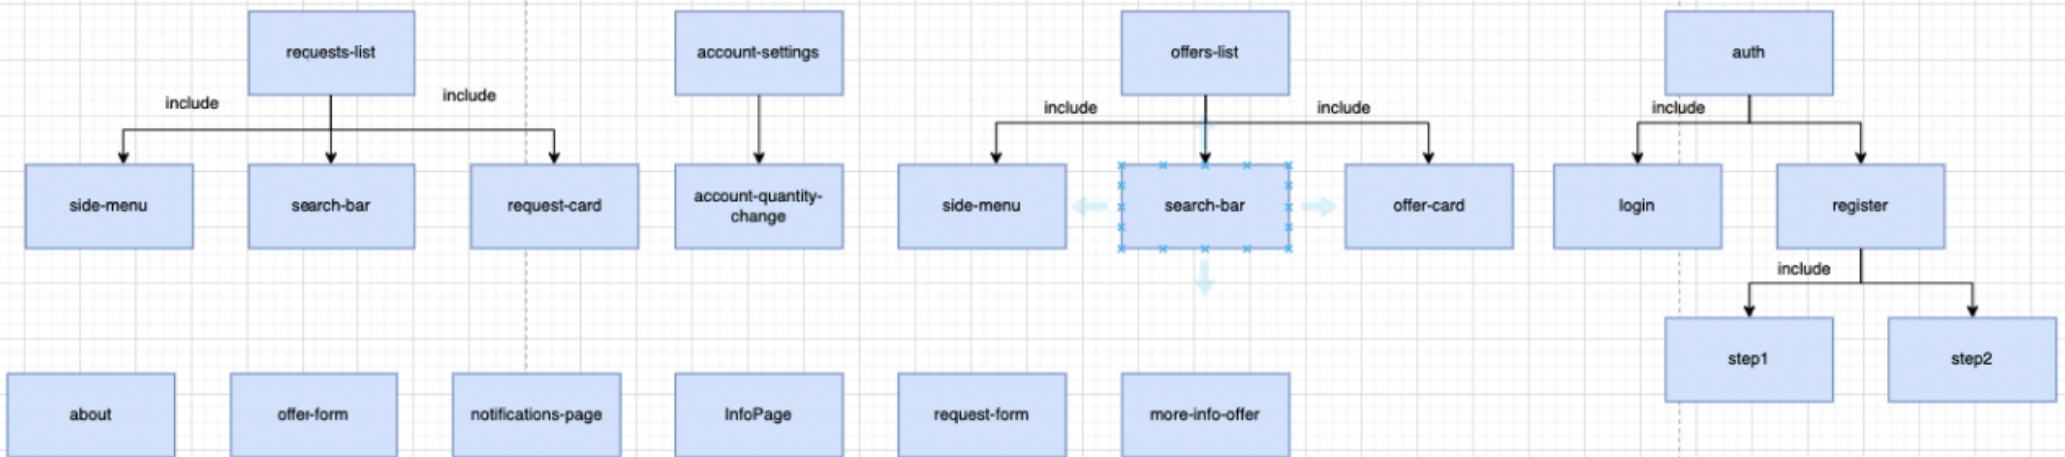 requests-list
account-settings
offers-list
auth
include
include
include
include
include
side-menu
search-bar
request-card
account-quantity-
change
side-menu
search-bar
offer-card
login
register
include
step1
step2
about
offer-form
notifications-page
InfoPage
request-form
more-info-offer